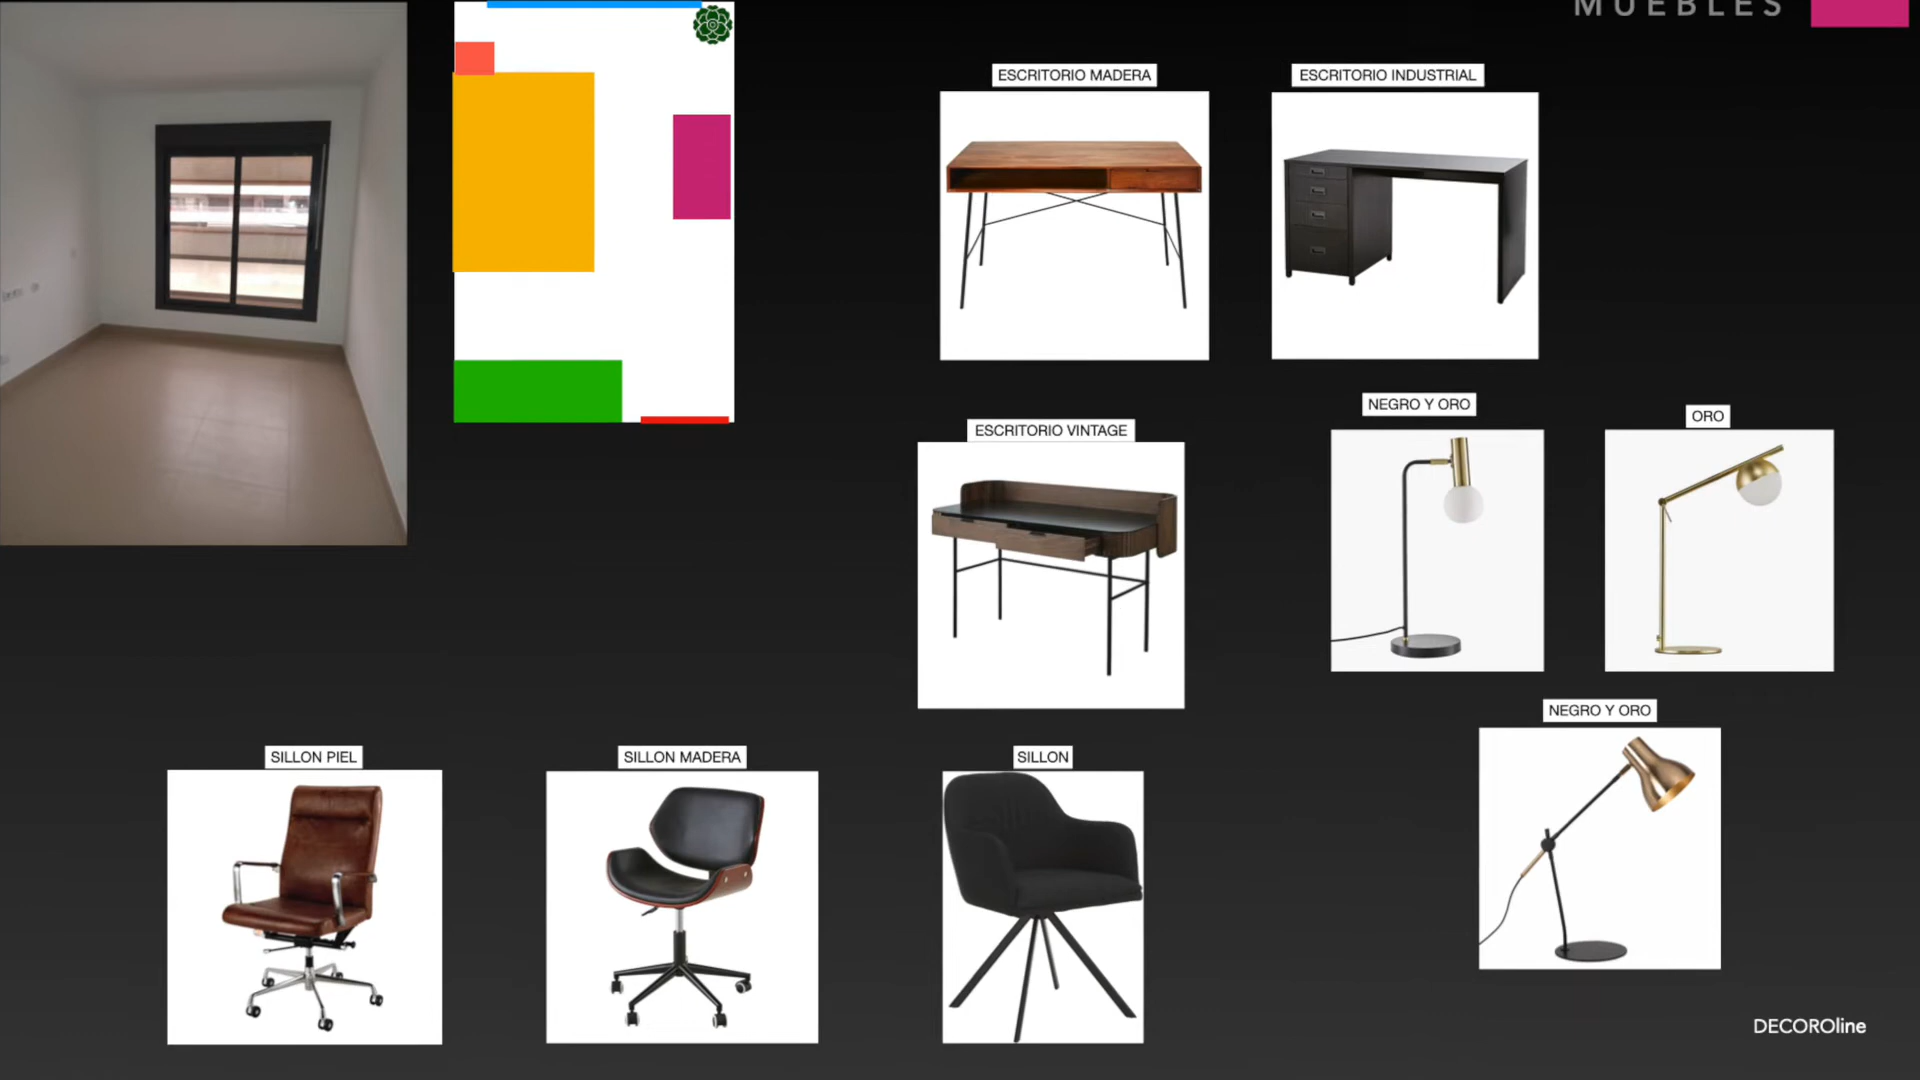 MUEBLES
ESCRITORIO MADERA
ESCRITORIO INDUSTRIAL
NEGRO Y ORO
ORO
ESCRITORIO VINTAGE
NEGRO Y ORO
SILLON PIEL
SILLON MADERA
SILLON
DECOROline